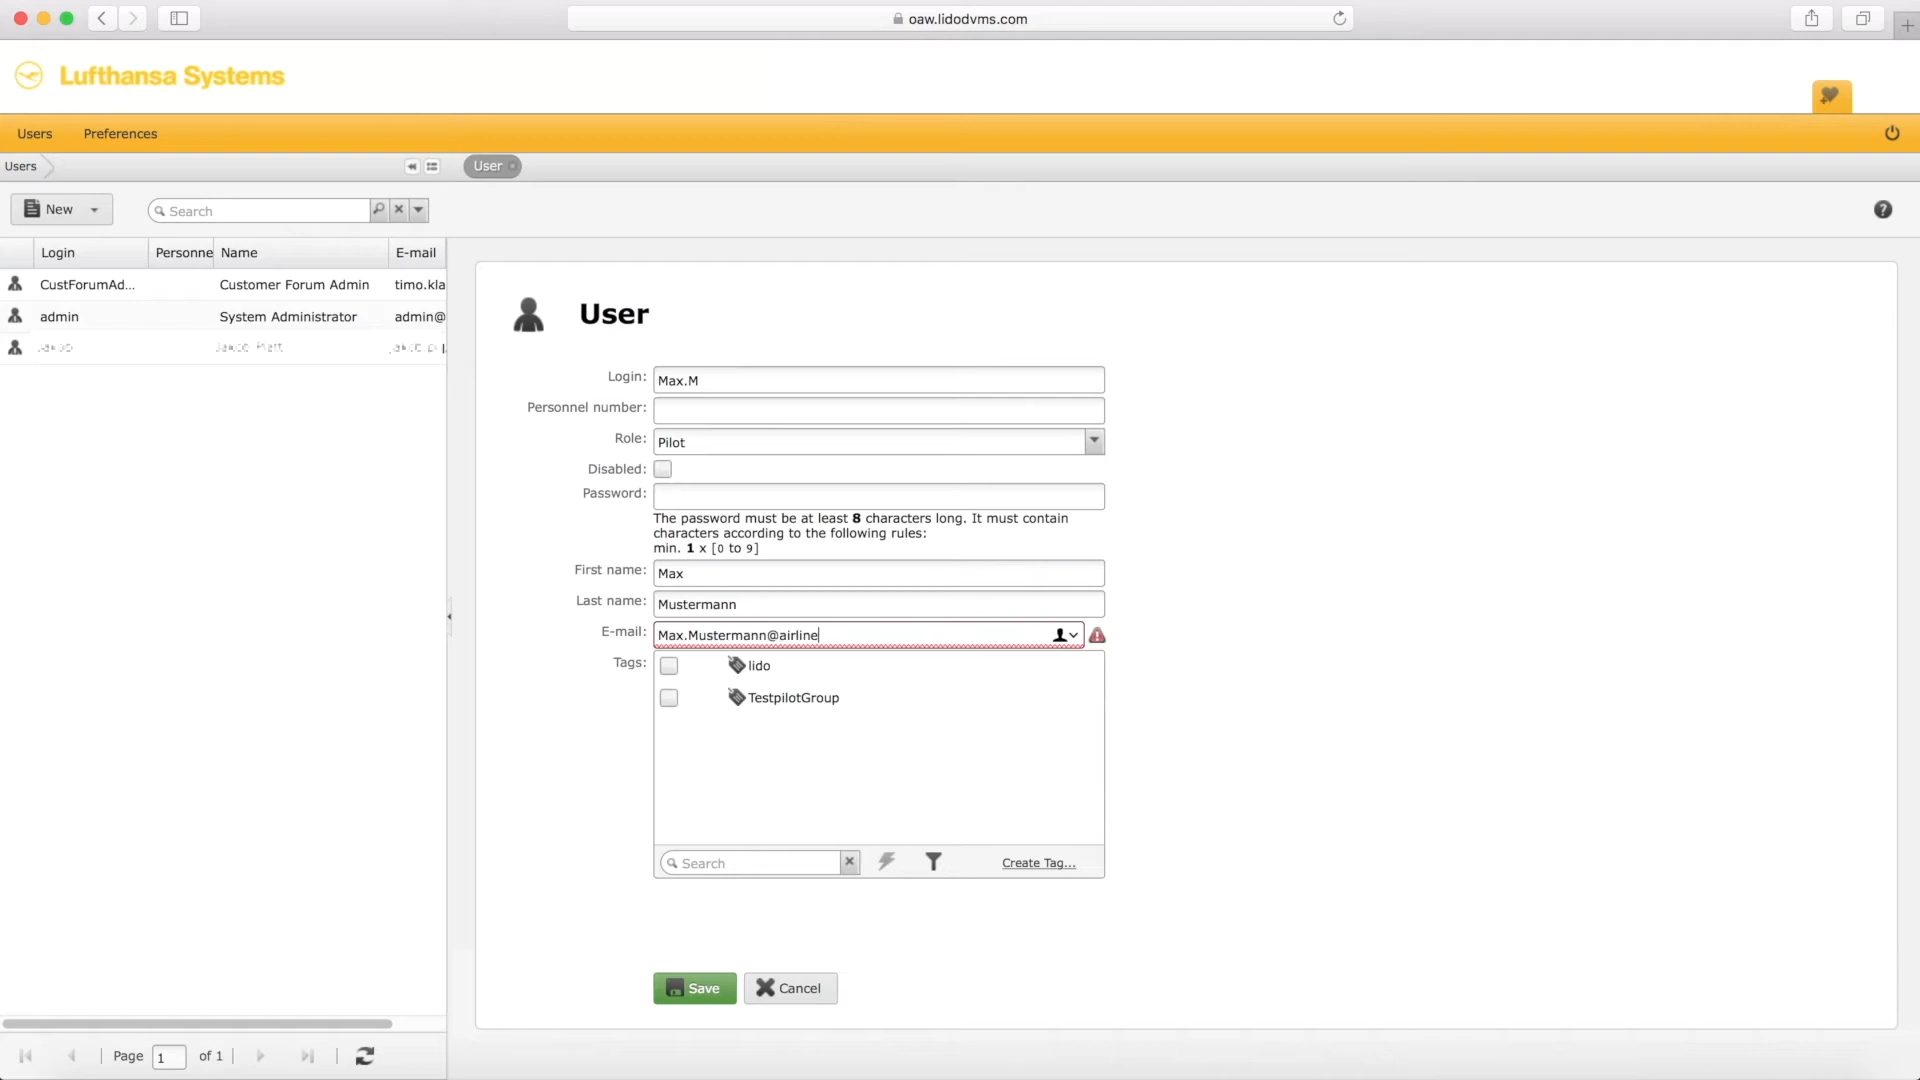 oaw.lidodvms.com
Lufthansa Systems
Users Preferences
Users User
New Search
Login Personne Name E-mail
CustForumAd... Customer Forum Admin timo.kla
admin System Administrator admin@
User
Login: Max.M
Personnel number:
Role: Pilot
Disabled:
Password:
The password must be at least 8 characters long. It must contain
characters according to the following rules:
min. 1 x [0 to 9]
First name: Max
Last name: Mustermann
E-mail: Max.Mustermann@airline
Tags: lido
TestpilotGroup
Search Create Tag...
Save Cancel
Page 1 of 1